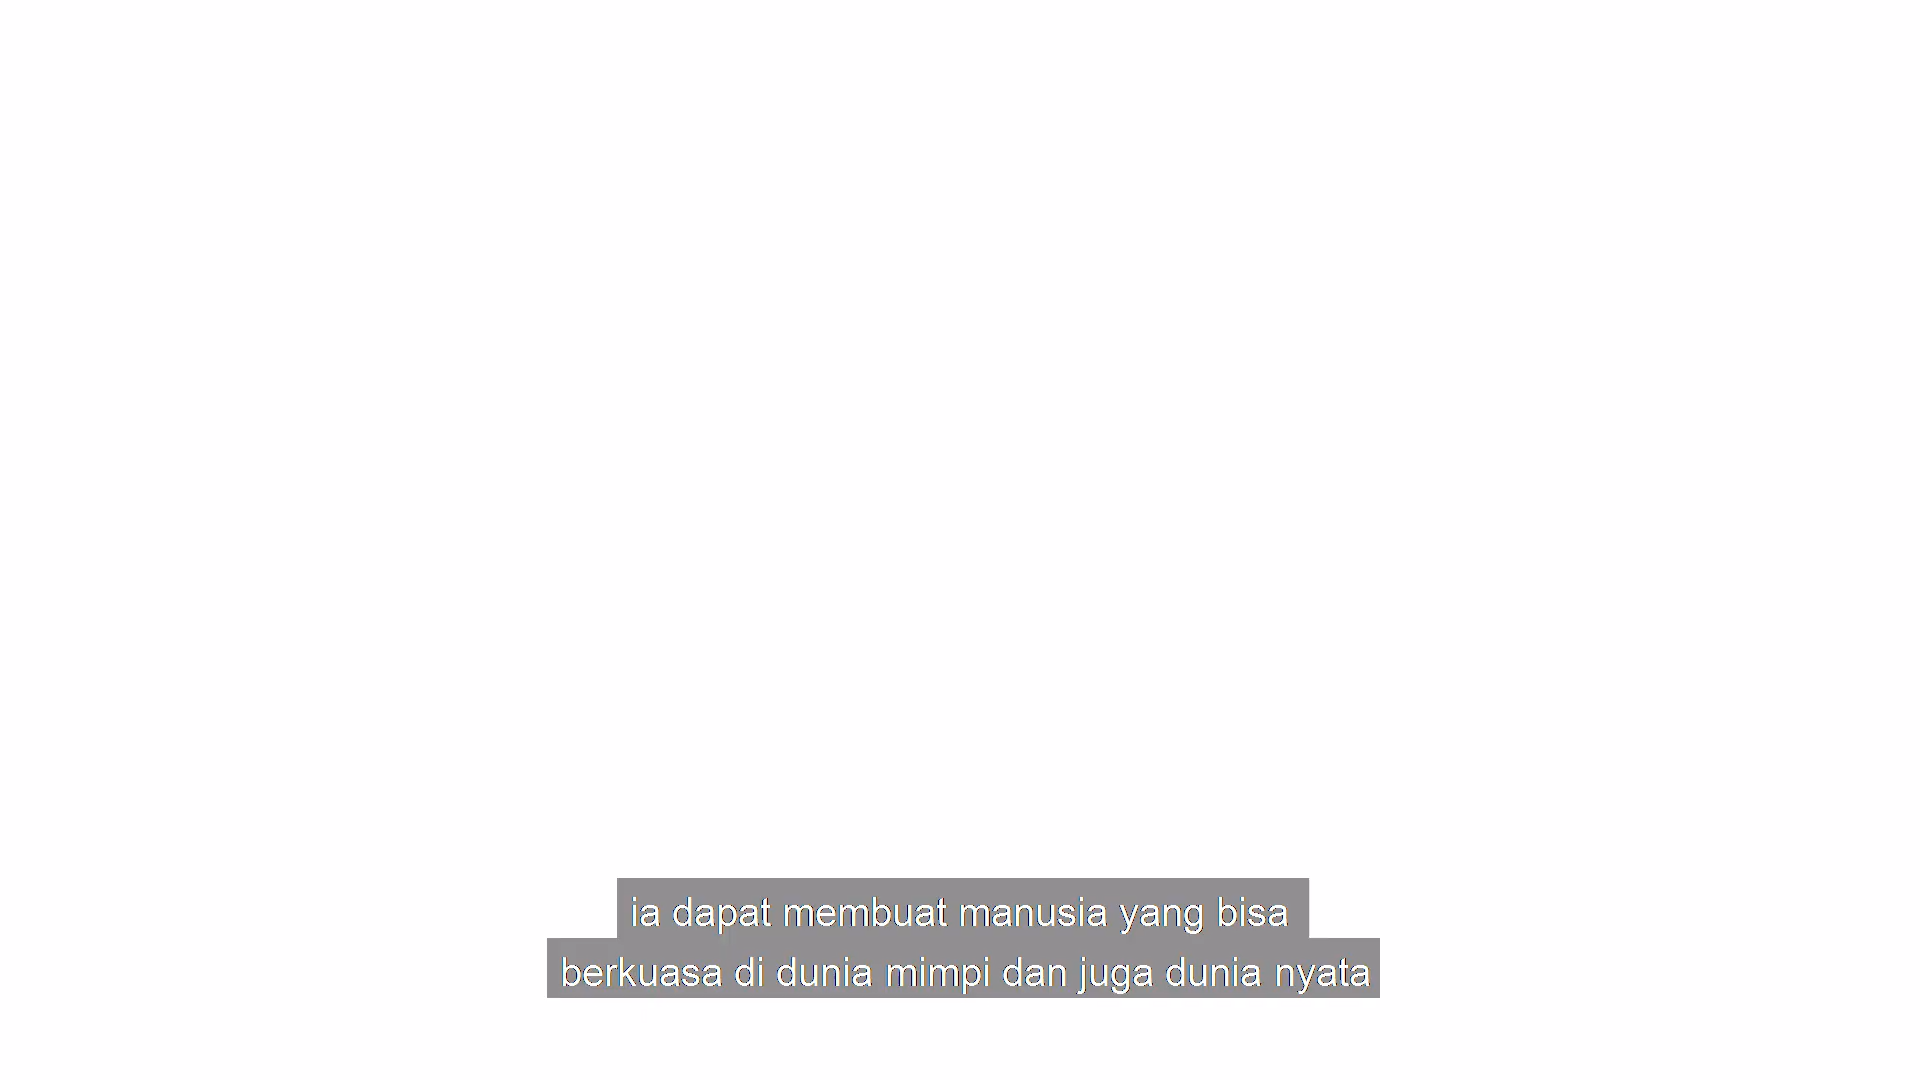 ia dapat membuat manusia yang bisa
berkuasa di dunia mimpi dan juga dunia nyata